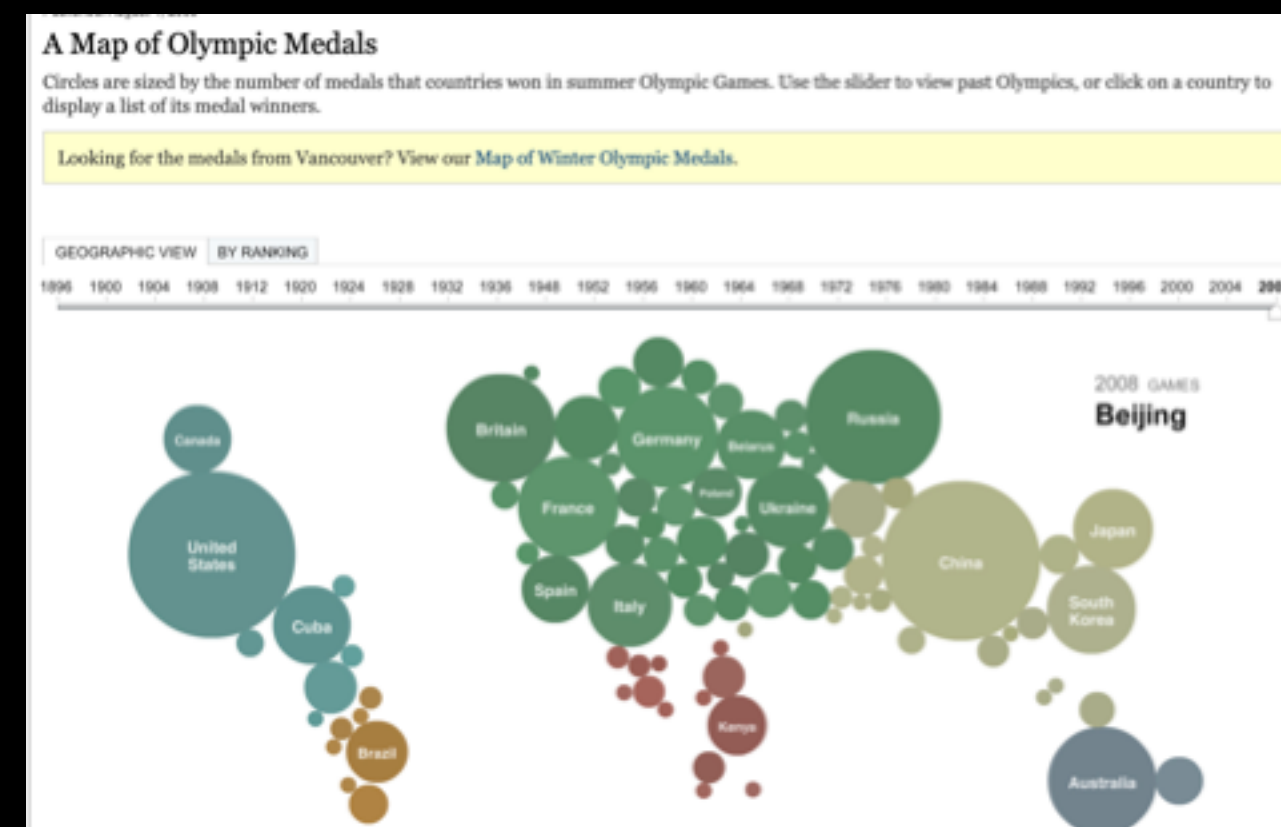 A Map of Olympic Medals
Circles are sized by the number of medals that countries won in summer Olympic Games. Use the slider to view past Olympics, or click on a country to
display a list of its medal winners.
Looking for the medals from Vancouver? View our Map of Winter Olympic Medals.
GEOGRAPHIC VIEW BY RANKING
1896 1900 1904 1908 1912 1920 1924 1928 1932 1936 1948 1952 1956 1960 1964 1968 1972 1976 1980 1984 1988 1992 1996 2000 2004
2008 GAMES
Beijing
Canada
United
States
Cuba
Brazil
Britain
Germany
Belarus
Russia
France
Poland
Ukraine
Spain
Italy
Kenya
China
Japan
South
Korea
Australia